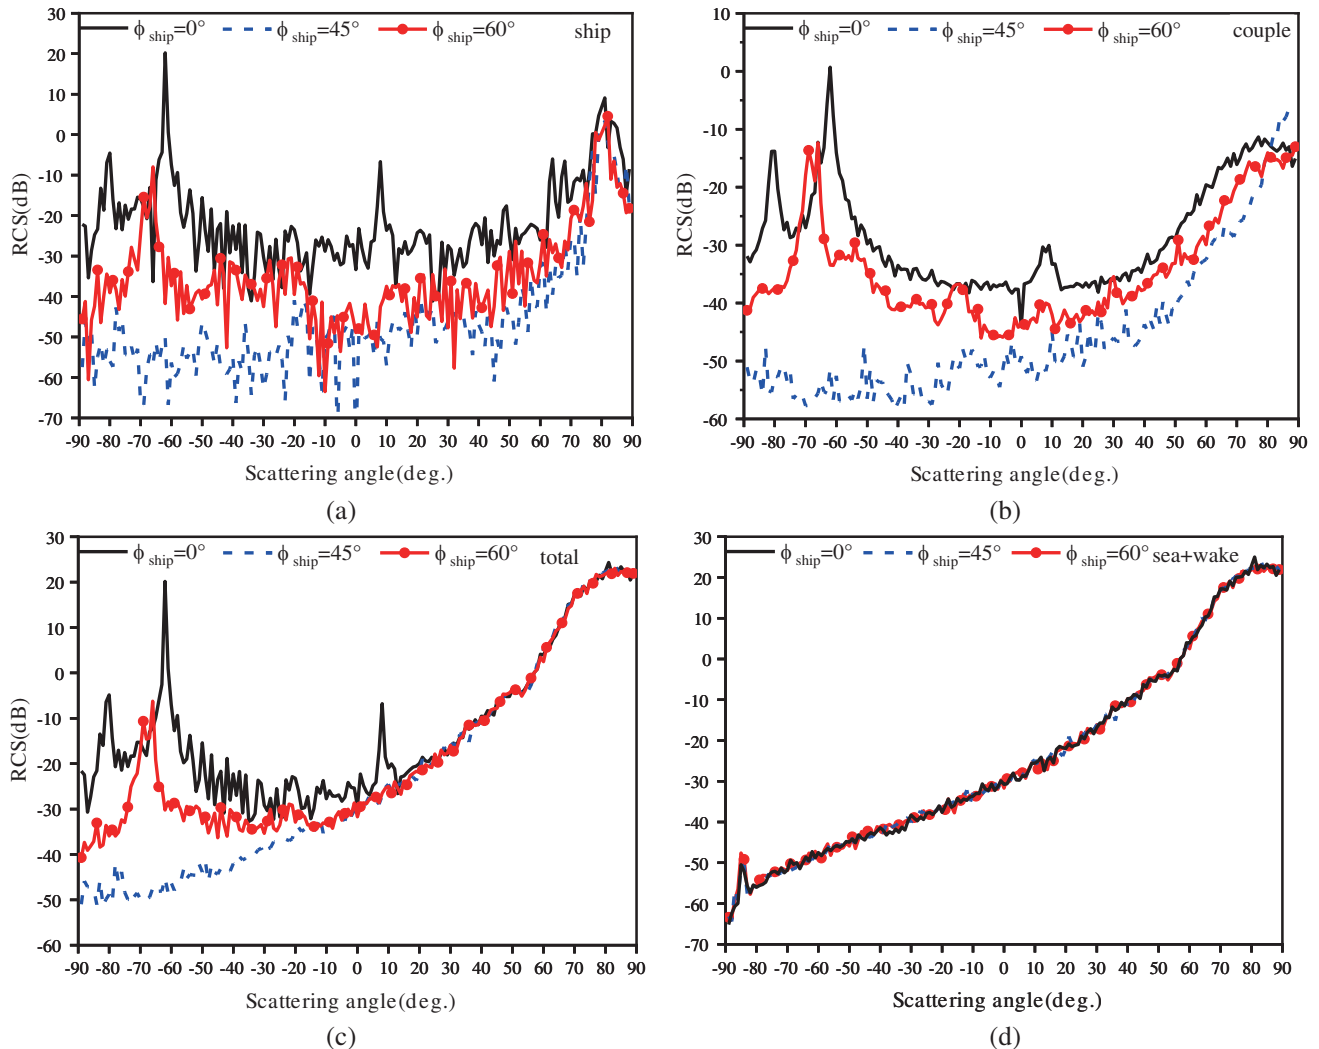 ϕ ship=0° ϕ ship=45° ϕ ship=60° ship
30
20
10
0
-10
-20
-30
-40
-50
-60
-70
RCS(dB)
-90 -80 -70 -60 -50 -40 -30 -20 -10 0 10 20 30 40 50 60 70 80 90
Scattering angle(deg.)
(a)
ϕ ship=0° ϕ ship=45° ϕ ship=60° couple
10
0
-10
-20
-30
-40
-50
-60
RCS(dB)
-90 -80 -70 -60 -50 -40 -30 -20 -10 0 10 20 30 40 50 60 70 80 90
Scattering angle(deg.)
(b)
ϕ ship=0° ϕ ship=45° ϕ ship=60° total
30
20
10
0
-10
-20
-30
-40
-50
-60
RCS(dB)
-90 -80 -70 -60 -50 -40 -30 -20 -10 0 10 20 30 40 50 60 70 80 90
Scattering angle(deg.)
(c)
ϕ ship=0° ϕ ship=45° ϕ ship=60° sea+wake
30
20
10
0
-10
-20
-30
-40
-50
-60
-70
RCS(dB)
-90 -80 -70 -60 -50 -40 -30 -20 -10 0 10 20 30 40 50 60 70 80 90
Scattering angle(deg.)
(d)